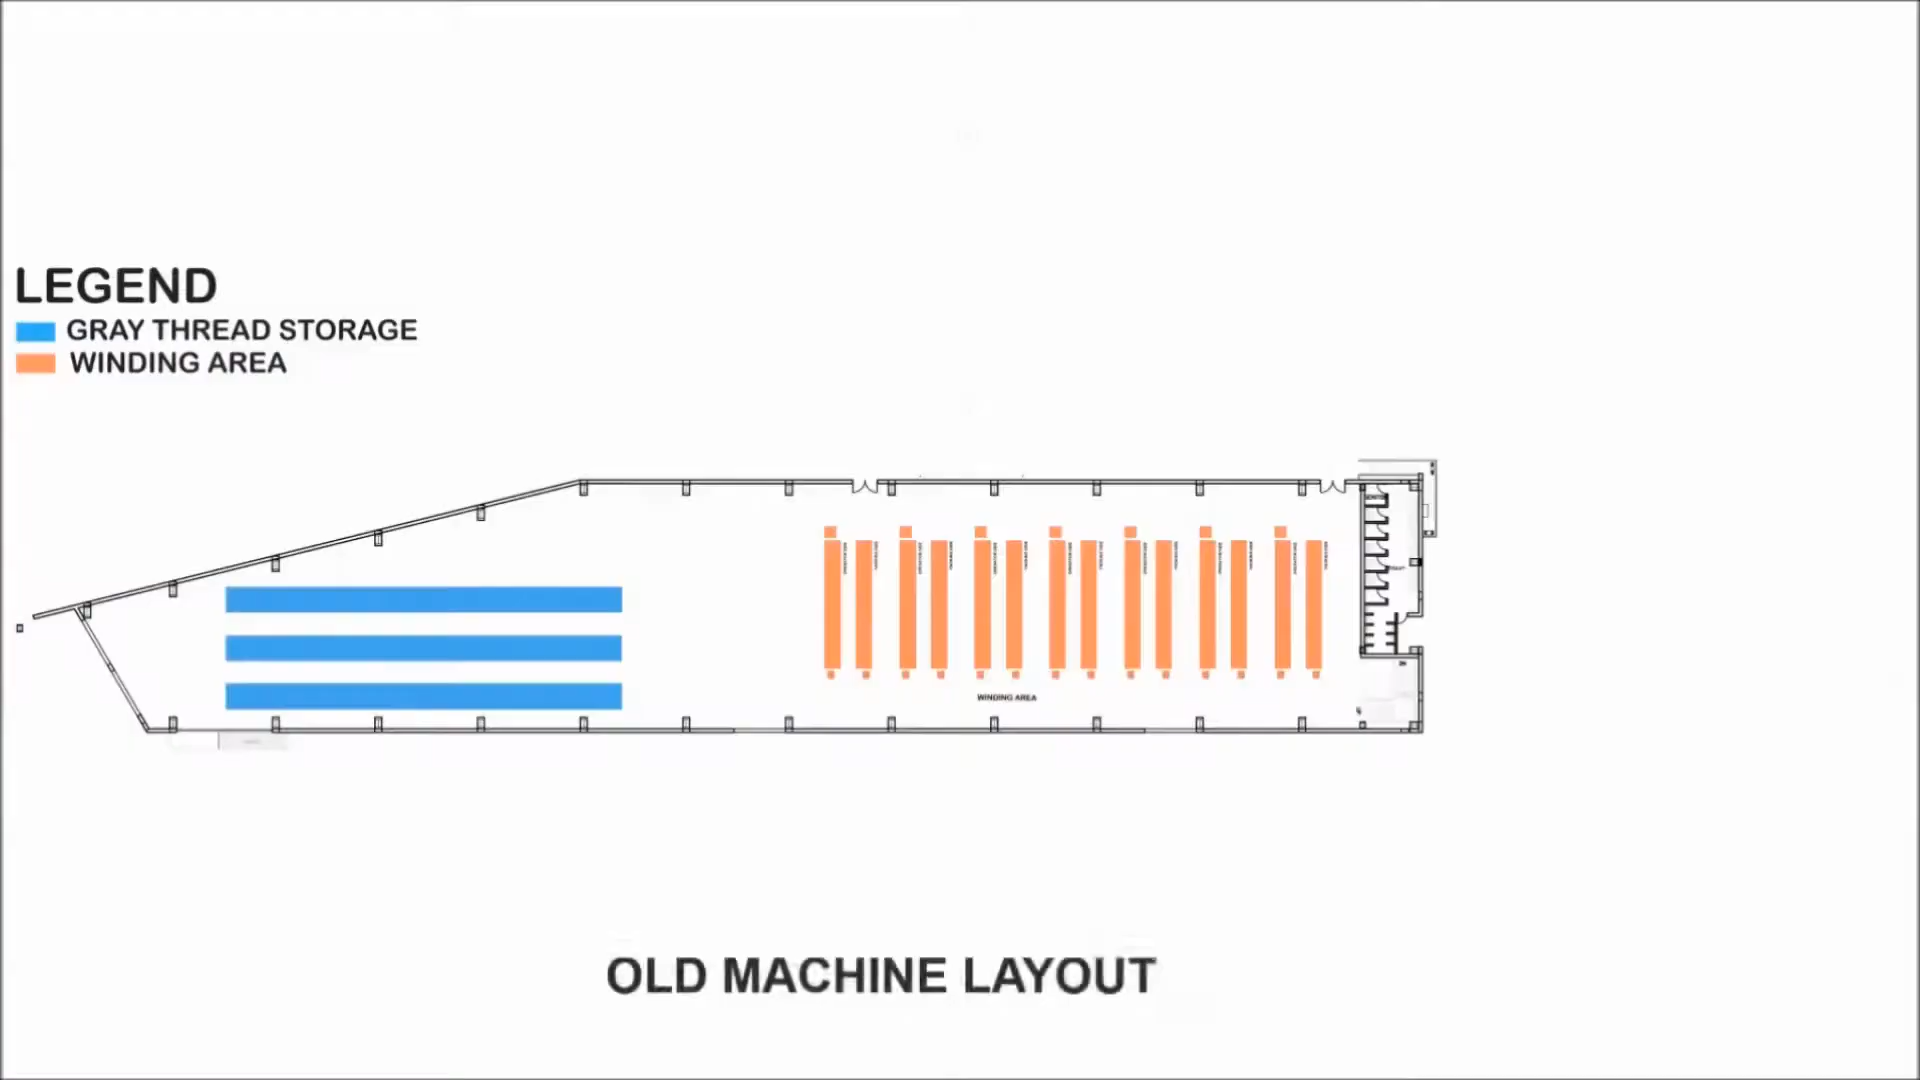 LEGEND
GRAY THREAD STORAGE
WINDING AREA
WINDING AREA
OLD MACHINE LAYOUT